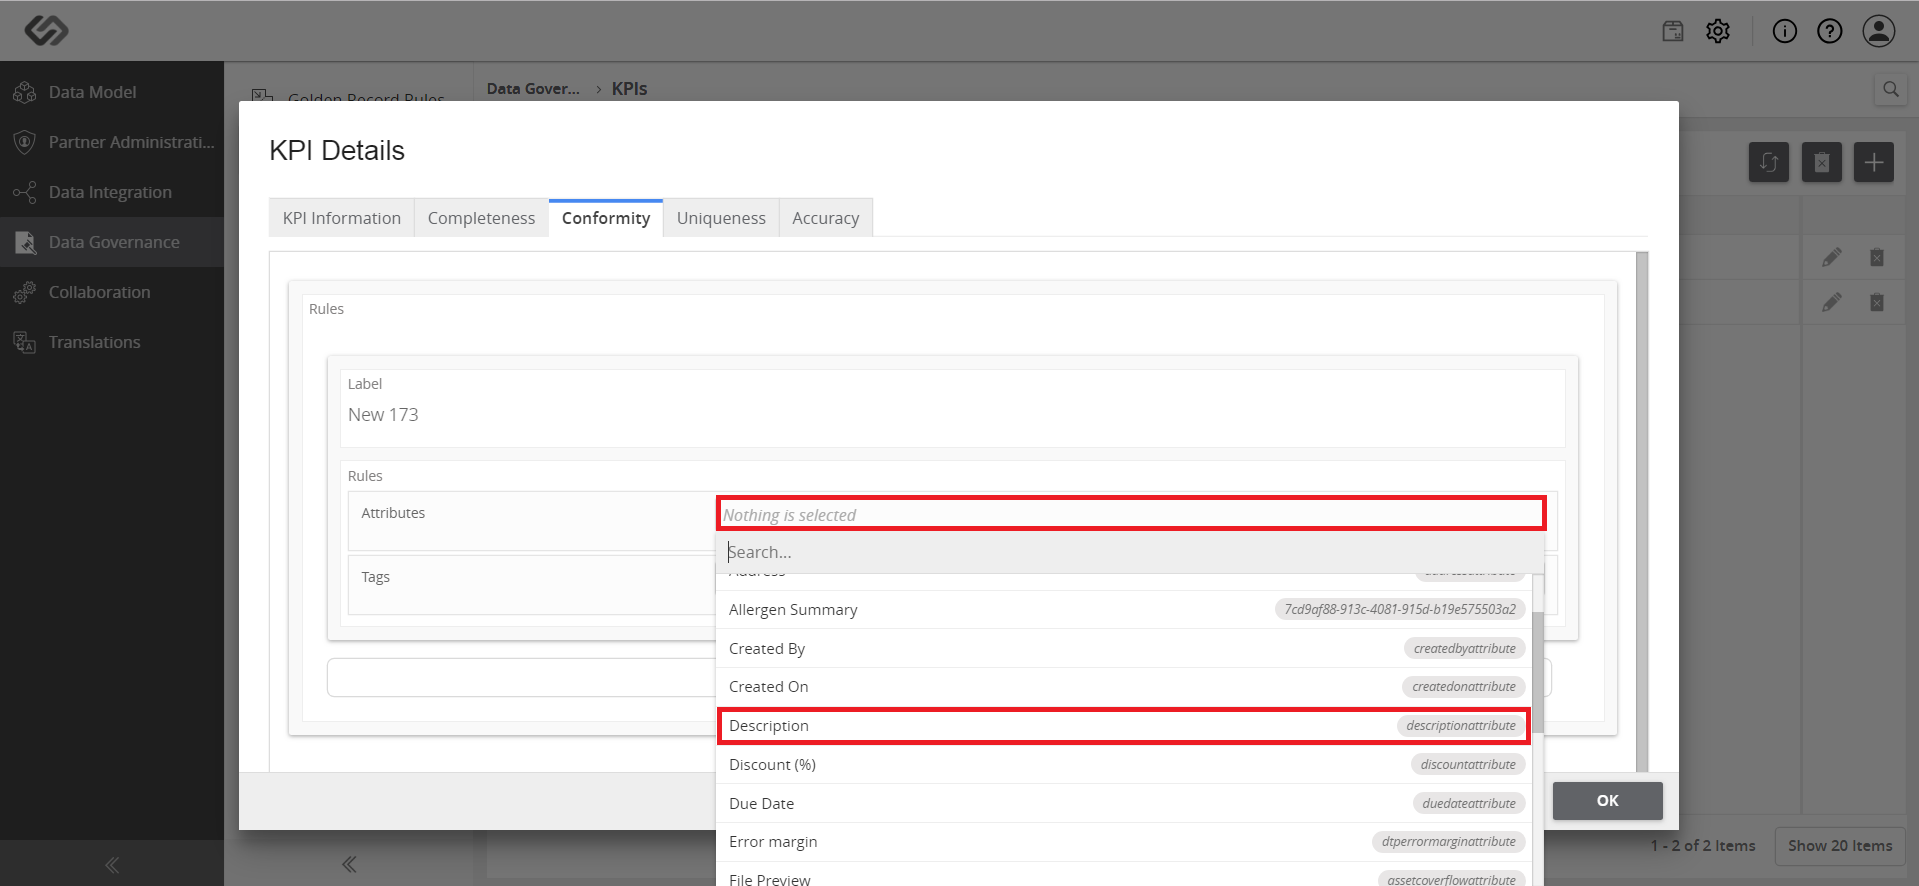 Data Model
Partner Administrati...
Data Integration
Data Governance
Collaboration
Translations
Golden Record Rules
Data Gover... › KPIs
KPI Details
KPI Information
Completeness
Conformity
Uniqueness
Accuracy
Rules
Label
New 173
Rules
Attributes
Nothing is selected
Tags
Search...
Address addressattribute
Allergen Summary 7cd9af88-913c-4081-915d-b19e575503a2
Created By createdbyattribute
Created On createdonattribute
Description descriptionattribute
Discount (%) discountattribute
Due Date duedateattribute
Error margin dtperrormarginattribute
File Preview assetcoverflowattribute
OK
1 - 2 of 2 Items
Show 20 Items